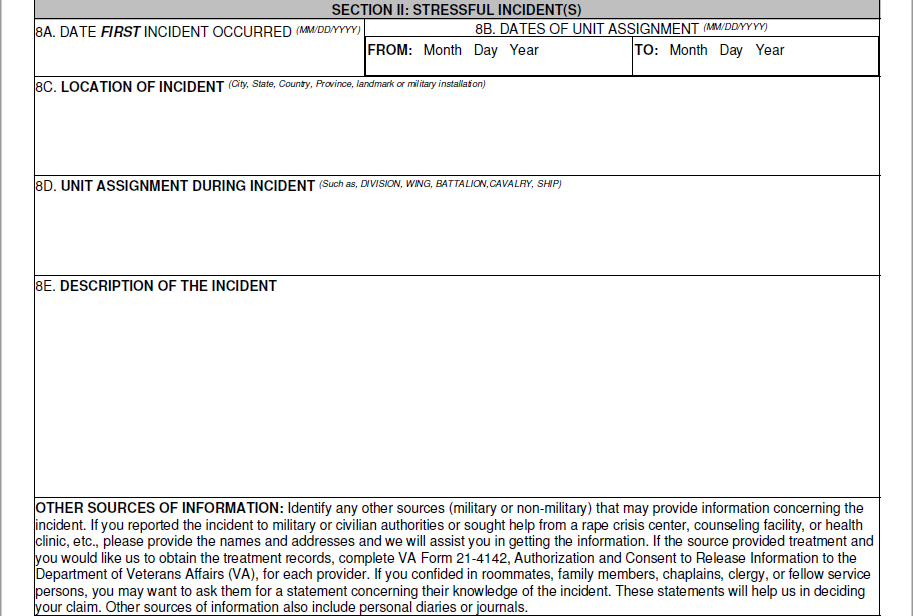 SECTION II: STRESSFUL INCIDENT(S)
8A. DATE FIRST INCIDENT OCCURRED (MM/DD/YYYY)
8B. DATES OF UNIT ASSIGNMENT (MM/DD/YYYY)
FROM: Month Day Year
TO: Month Day Year
8C. LOCATION OF INCIDENT (City, State, Country, Province, landmark or military installation)
8D. UNIT ASSIGNMENT DURING INCIDENT (Such as, DIVISION, WING, BATTALION,CAVALRY, SHIP)
8E. DESCRIPTION OF THE INCIDENT
OTHER SOURCES OF INFORMATION: Identify any other sources (military or non-military) that may provide information concerning the
incident. If you reported the incident to military or civilian authorities or sought help from a rape crisis center, counseling facility, or health
clinic, etc., please provide the names and addresses and we will assist you in getting the information. If the source provided treatment and
you would like us to obtain the treatment records, complete VA Form 21-4142, Authorization and Consent to Release Information to the
Department of Veterans Affairs (VA), for each provider. If you confided in roommates, family members, chaplains, clergy, or fellow service
persons, you may want to ask them for a statement concerning their knowledge of the incident. These statements will help us in deciding
your claim. Other sources of information also include personal diaries or journals.